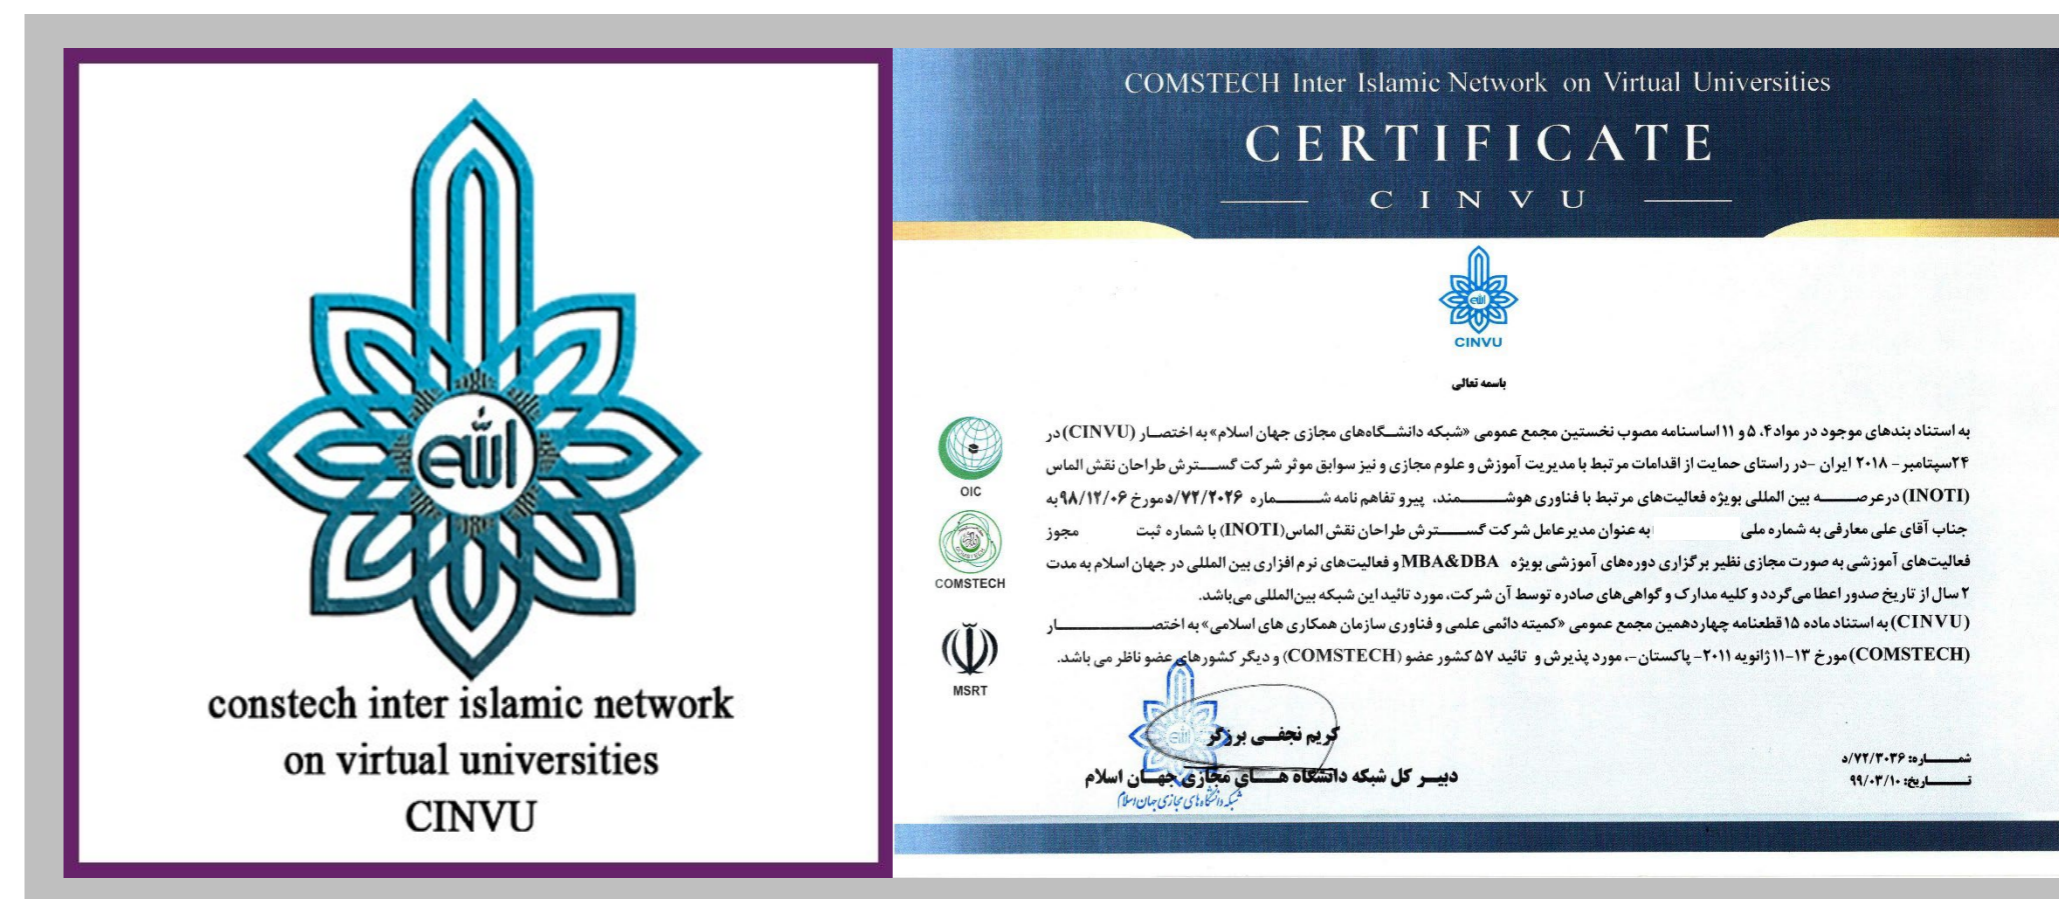 الله
constech inter islamic network
on virtual universities
CINVU
COMSTECH Inter Islamic Network on Virtual Universities
CERTIFICATE
CINVU
الله
CINVU
باسمه تعالی
به استناد بندهای موجود در مواد ۴، ۵ و ۱۱ اساسنامه مصوب نخستین مجمع عمومی «شبکه دانشگاه‌های مجازی جهان اسلام» به اختصار (CINVU) در
۲۴سپتامبر - ۲۰۱۸ ایران -در راستای حمایت از اقدامات مرتبط با مدیریت آموزش و علوم مجازی و نیز سوابق موثر شرکت گسترش طراحان نقش الماس
(INOTI) درعرصه بین المللی بویژه فعالیت‌های مرتبط با فناوری هوشمند، پیرو تفاهم نامه شماره ۷۲/۲۰۲۶/د مورخ ۹۸/۱۲/۰۶ به
جناب آقای علی معارفی به شماره ملی به عنوان مدیرعامل شرکت گسترش طراحان نقش الماس(INOTI) با شماره ثبت مجوز
فعالیت‌های آموزشی به صورت مجازی نظیر برگزاری دوره‌های آموزشی بویژه MBA&DBA و فعالیت‌های نرم افزاری بین المللی در جهان اسلام به مدت
۲ سال از تاریخ صدور اعطا می‌گردد و کلیه مدارک و گواهی‌های صادره توسط آن شرکت، مورد تائید این شبکه بین‌المللی می‌باشد.
(CINVU) به استناد ماده ۱۵ قطعنامه چهاردهمین مجمع عمومی «کمیته دائمی علمی و فناوری سازمان همکاری های اسلامی» به اختصار
(COMSTECH) مورخ ۱۳-۱۱ ژانویه ۲۰۱۱- پاکستان -، مورد پذیرش و تائید ۵۷ کشور عضو (COMSTECH) و دیگر کشورهای عضو ناظر می باشد.
OIC
COMSTECH
MSRT
کریم نجفی برزگر
دبیر کل شبکه دانشگاه های مجازی جهان اسلام
شبکه دانشگاه‌های مجازی جهان اسلام
شماره: ۷۲/۳۰۳۶/د
تاریخ: ۹۹/۰۳/۱۰